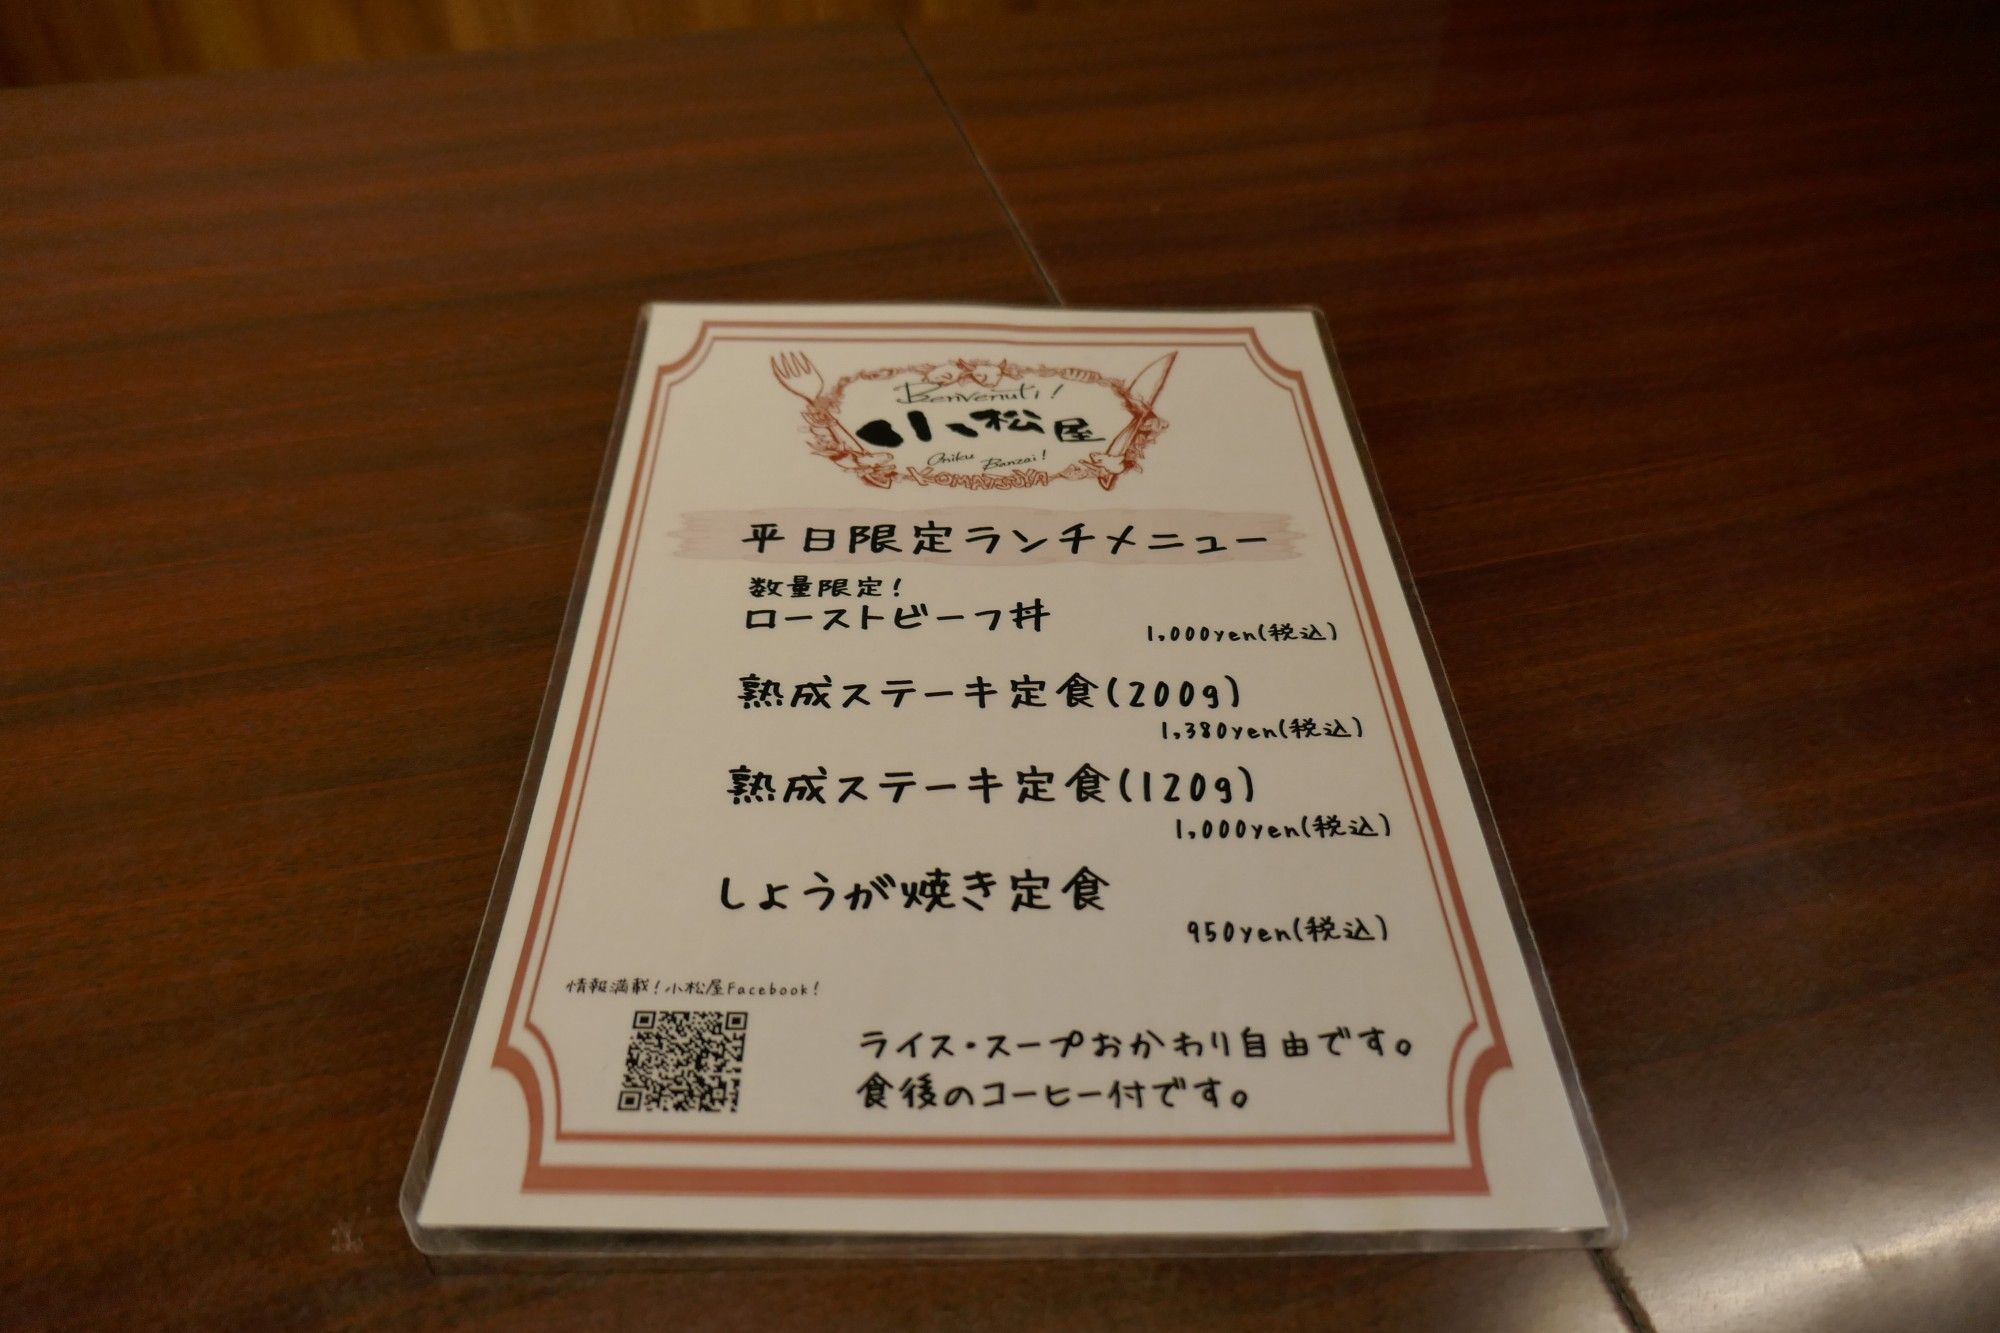 Benvenuti!
小松屋
Oniku Banzai!
KOMATSUYA
平日限定ランチメニュー
数量限定!
ローストビーフ丼
1,000yen(税込)
熟成ステーキ定食(200g)
1,380yen(税込)
熟成ステーキ定食(120g)
1,000yen(税込)
しょうが焼き定食
950yen(税込)
情報満載!小松屋Facebook!
ライス・スープおかわり自由です。
食後のコーヒー付です。